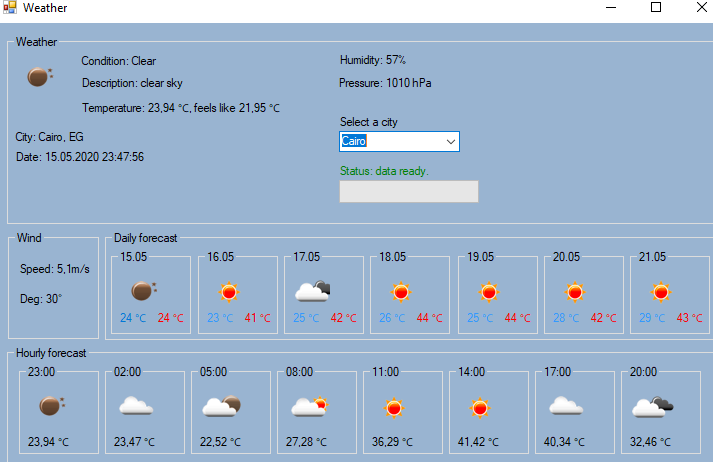 Weather
Weather
Condition: Clear
Humidity: 57%
Description: clear sky
Pressure: 1010 hPa
Temperature: 23,94 °C, feels like 21,95 °C
Select a city
City: Cairo, EG
Cairo
Date: 15.05.2020 23:47:56
Status: data ready.
Wind
Speed: 5,1m/s
Deg: 30°
Daily forecast
15.05 16.05 17.05 18.05 19.05 20.05 21.05
24 °C 24 °C 23 °C 41 °C 25 °C 42 °C 26 °C 44 °C 25 °C 44 °C 28 °C 42 °C 29 °C 43 °C
Hourly forecast
23:00 02:00 05:00 08:00 11:00 14:00 17:00 20:00
23,94 °C 23,47 °C 22,52 °C 27,28 °C 36,29 °C 41,42 °C 40,34 °C 32,46 °C